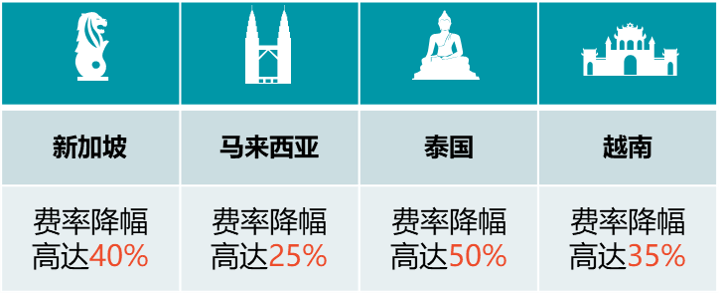 新加坡
马来西亚
泰国
越南
费率降幅
高达40%
费率降幅
高达25%
费率降幅
高达50%
费率降幅
高达35%